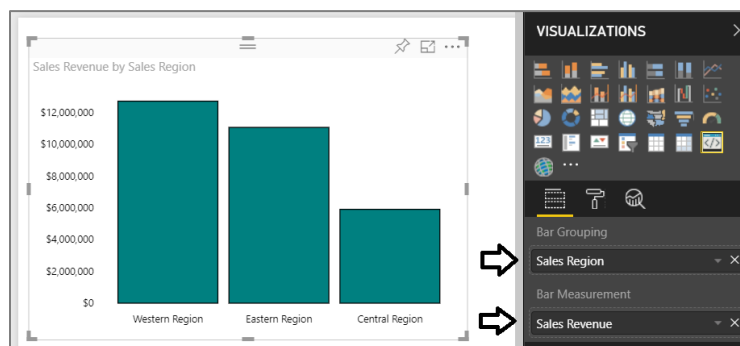 Sales Revenue by Sales Region
$12,000,000
$10,000,000
$8,000,000
$6,000,000
$4,000,000
$2,000,000
$0
Western Region Eastern Region Central Region
VISUALIZATIONS
123
</>
Bar Grouping
Sales Region
Bar Measurement
Sales Revenue